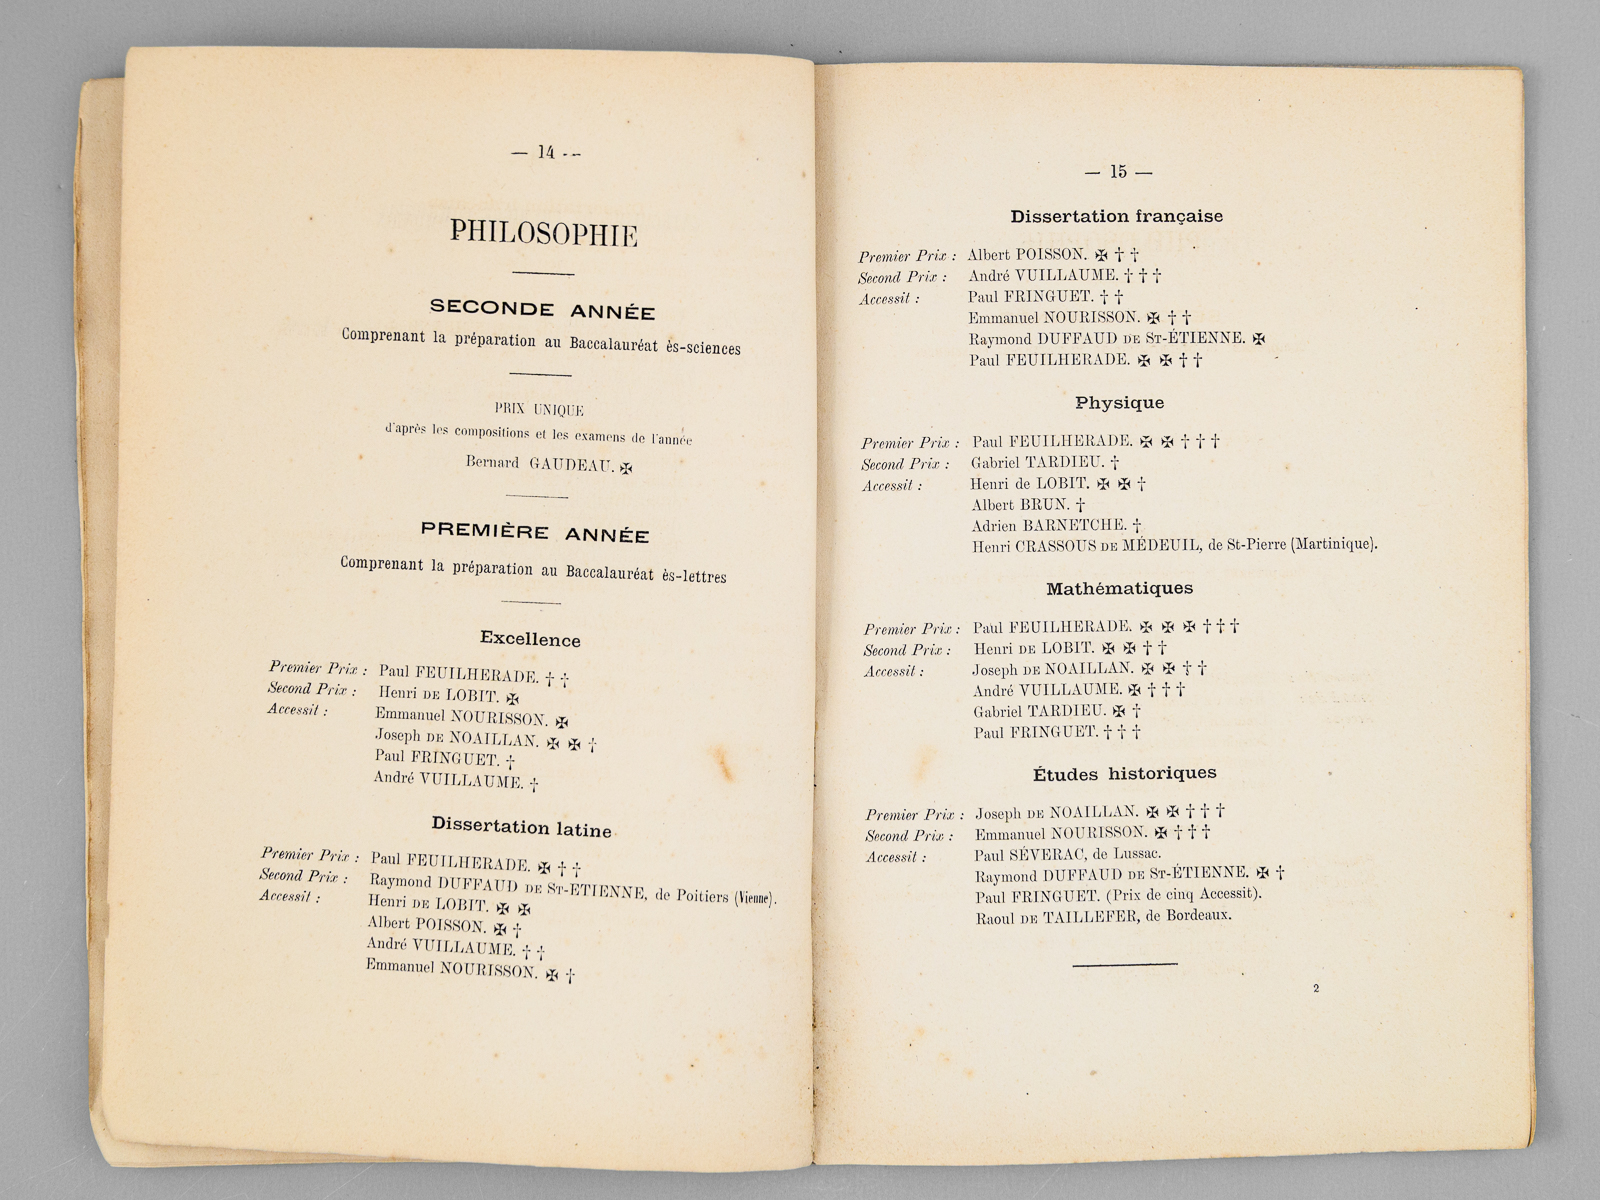 — 14 --
PHILOSOPHIE
SECONDE ANNÉE
Comprenant la préparation au Baccalauréat ès-sciences
PRIX UNIQUE
d'après les compositions et les examens de l'année
Bernard GAUDEAU. ✠
PREMIÈRE ANNÉE
Comprenant la préparation au Baccalauréat ès-lettres
Excellence
Premier Prix : Paul FEUILHERADE. † †
Second Prix : Henri DE LOBIT. ✠
Accessit : Emmanuel NOURISSON. ✠
Joseph DE NOAILLAN. ✠ ✠ †
Paul FRINGUET. †
André VUILLAUME. †
Dissertation latine
Premier Prix : Paul FEUILHERADE. ✠ † †
Second Prix : Raymond DUFFAUD DE ST-ETIENNE, de Poitiers (Vienne).
Accessit : Henri DE LOBIT. ✠ ✠
Albert POISSON. ✠ †
André VUILLAUME. † †
Emmanuel NOURISSON. ✠ †
— 15 —
Dissertation française
Premier Prix : Albert POISSON. ✠ † †
Second Prix : André VUILLAUME. † † †
Accessit : Paul FRINGUET. † †
Emmanuel NOURISSON. ✠ † †
Raymond DUFFAUD DE ST-ÉTIENNE. ✠
Paul FEUILHERADE. ✠ ✠ † †
Physique
Premier Prix : Paul FEUILHERADE. ✠ ✠ † † †
Second Prix : Gabriel TARDIEU. †
Accessit : Henri de LOBIT. ✠ ✠ †
Albert BRUN. †
Adrien BARNETCHE. †
Henri CRASSOUS DE MÉDEUIL, de St-Pierre (Martinique).
Mathématiques
Premier Prix : Paul FEUILHERADE. ✠ ✠ ✠ † † †
Second Prix : Henri DE LOBIT. ✠ ✠ † †
Accessit : Joseph DE NOAILLAN. ✠ ✠ † †
André VUILLAUME. ✠ † † †
Gabriel TARDIEU. ✠ †
Paul FRINGUET. † † †
Études historiques
Premier Prix : Joseph DE NOAILLAN. ✠ ✠ † † †
Second Prix : Emmanuel NOURISSON. ✠ † † †
Accessit : Paul SÉVERAC, de Lussac.
Raymond DUFFAUD DE ST-ÉTIENNE. ✠ †
Paul FRINGUET. (Prix de cinq Accessit).
Raoul DE TAILLEFER, de Bordeaux.
2